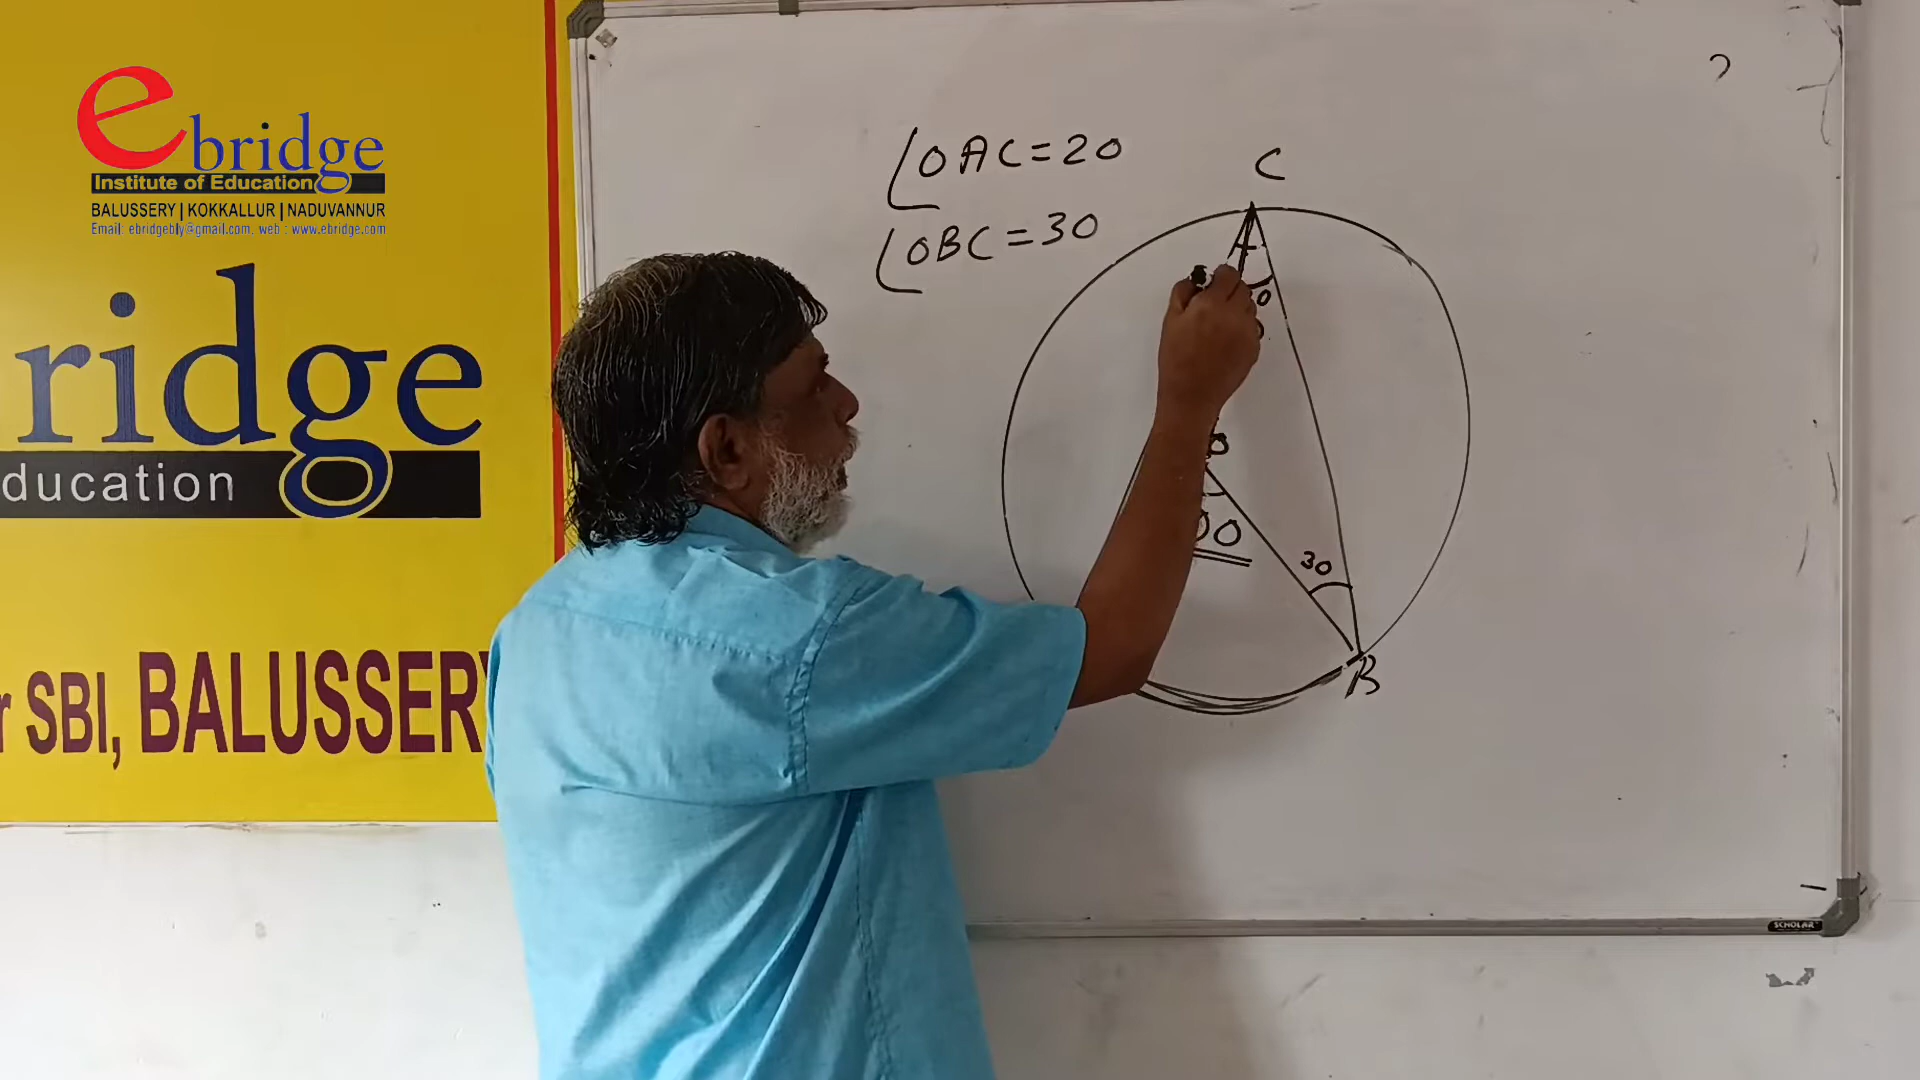 ebridge
Institute of Education
BALUSSERY | KOKKALLUR | NADUVANNUR
Email: ebridgebly@gmail.com, web : www.ebridge.com
ridge
ducation
r SBI, BALUSSERY
∠OAC=20
∠OBC=30
C
30
B
SCHOLAR